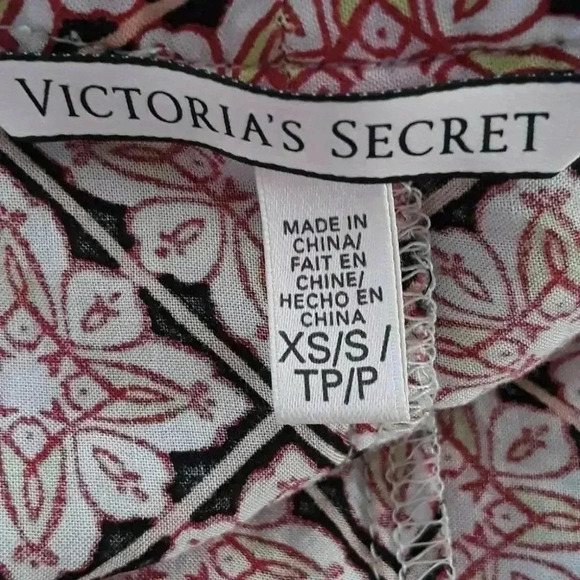 VICTORIA'S SECRET
MADE IN
CHINA/
FAIT EN
CHINE/
HECHO EN
CHINA
XS/S /
TP/P